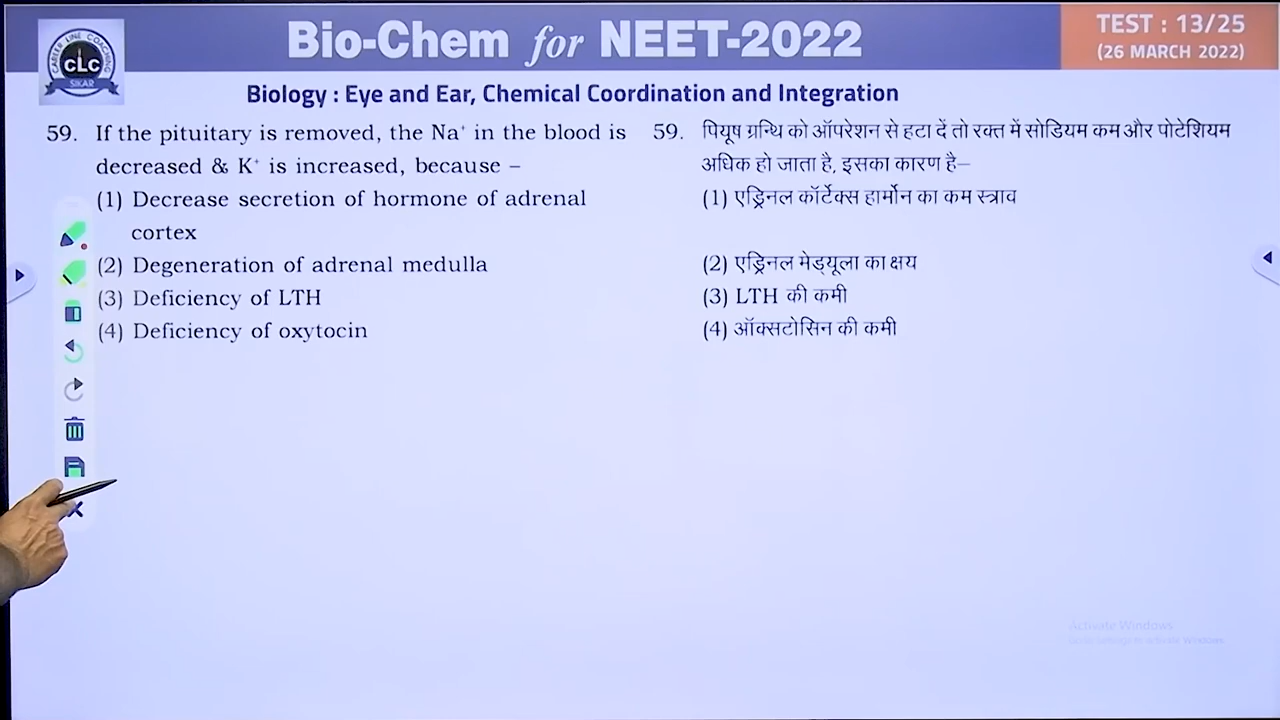 Bio-Chem for NEET-2022
TEST : 13/25
(26 MARCH 2022)
CAREER LINE COACHING
CLC
SIKAR
Biology : Eye and Ear, Chemical Coordination and Integration
59. If the pituitary is removed, the Na⁺ in the blood is
decreased & K⁺ is increased, because –
(1) Decrease secretion of hormone of adrenal
cortex
(2) Degeneration of adrenal medulla
(3) Deficiency of LTH
(4) Deficiency of oxytocin
59. पियूष ग्रन्थि को ऑपरेशन से हटा दें तो रक्त में सोडियम कम और पोटेशियम
अधिक हो जाता है, इसका कारण है–
(1) एड्रिनल कॉर्टेक्स हार्मोन का कम स्त्राव
(2) एड्रिनल मेड्यूला का क्षय
(3) LTH की कमी
(4) ऑक्सटोसिन की कमी
Activate Windows